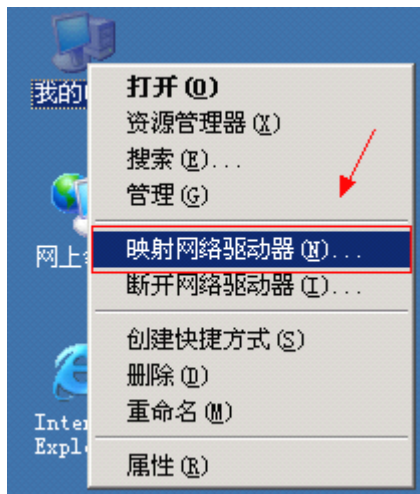 我的
打开(O)
资源管理器(X)
搜索(E)...
管理(G)
网上
映射网络驱动器(N)...
断开网络驱动器(I)...
创建快捷方式(S)
删除(D)
重命名(M)
Inter
Expl
属性(R)